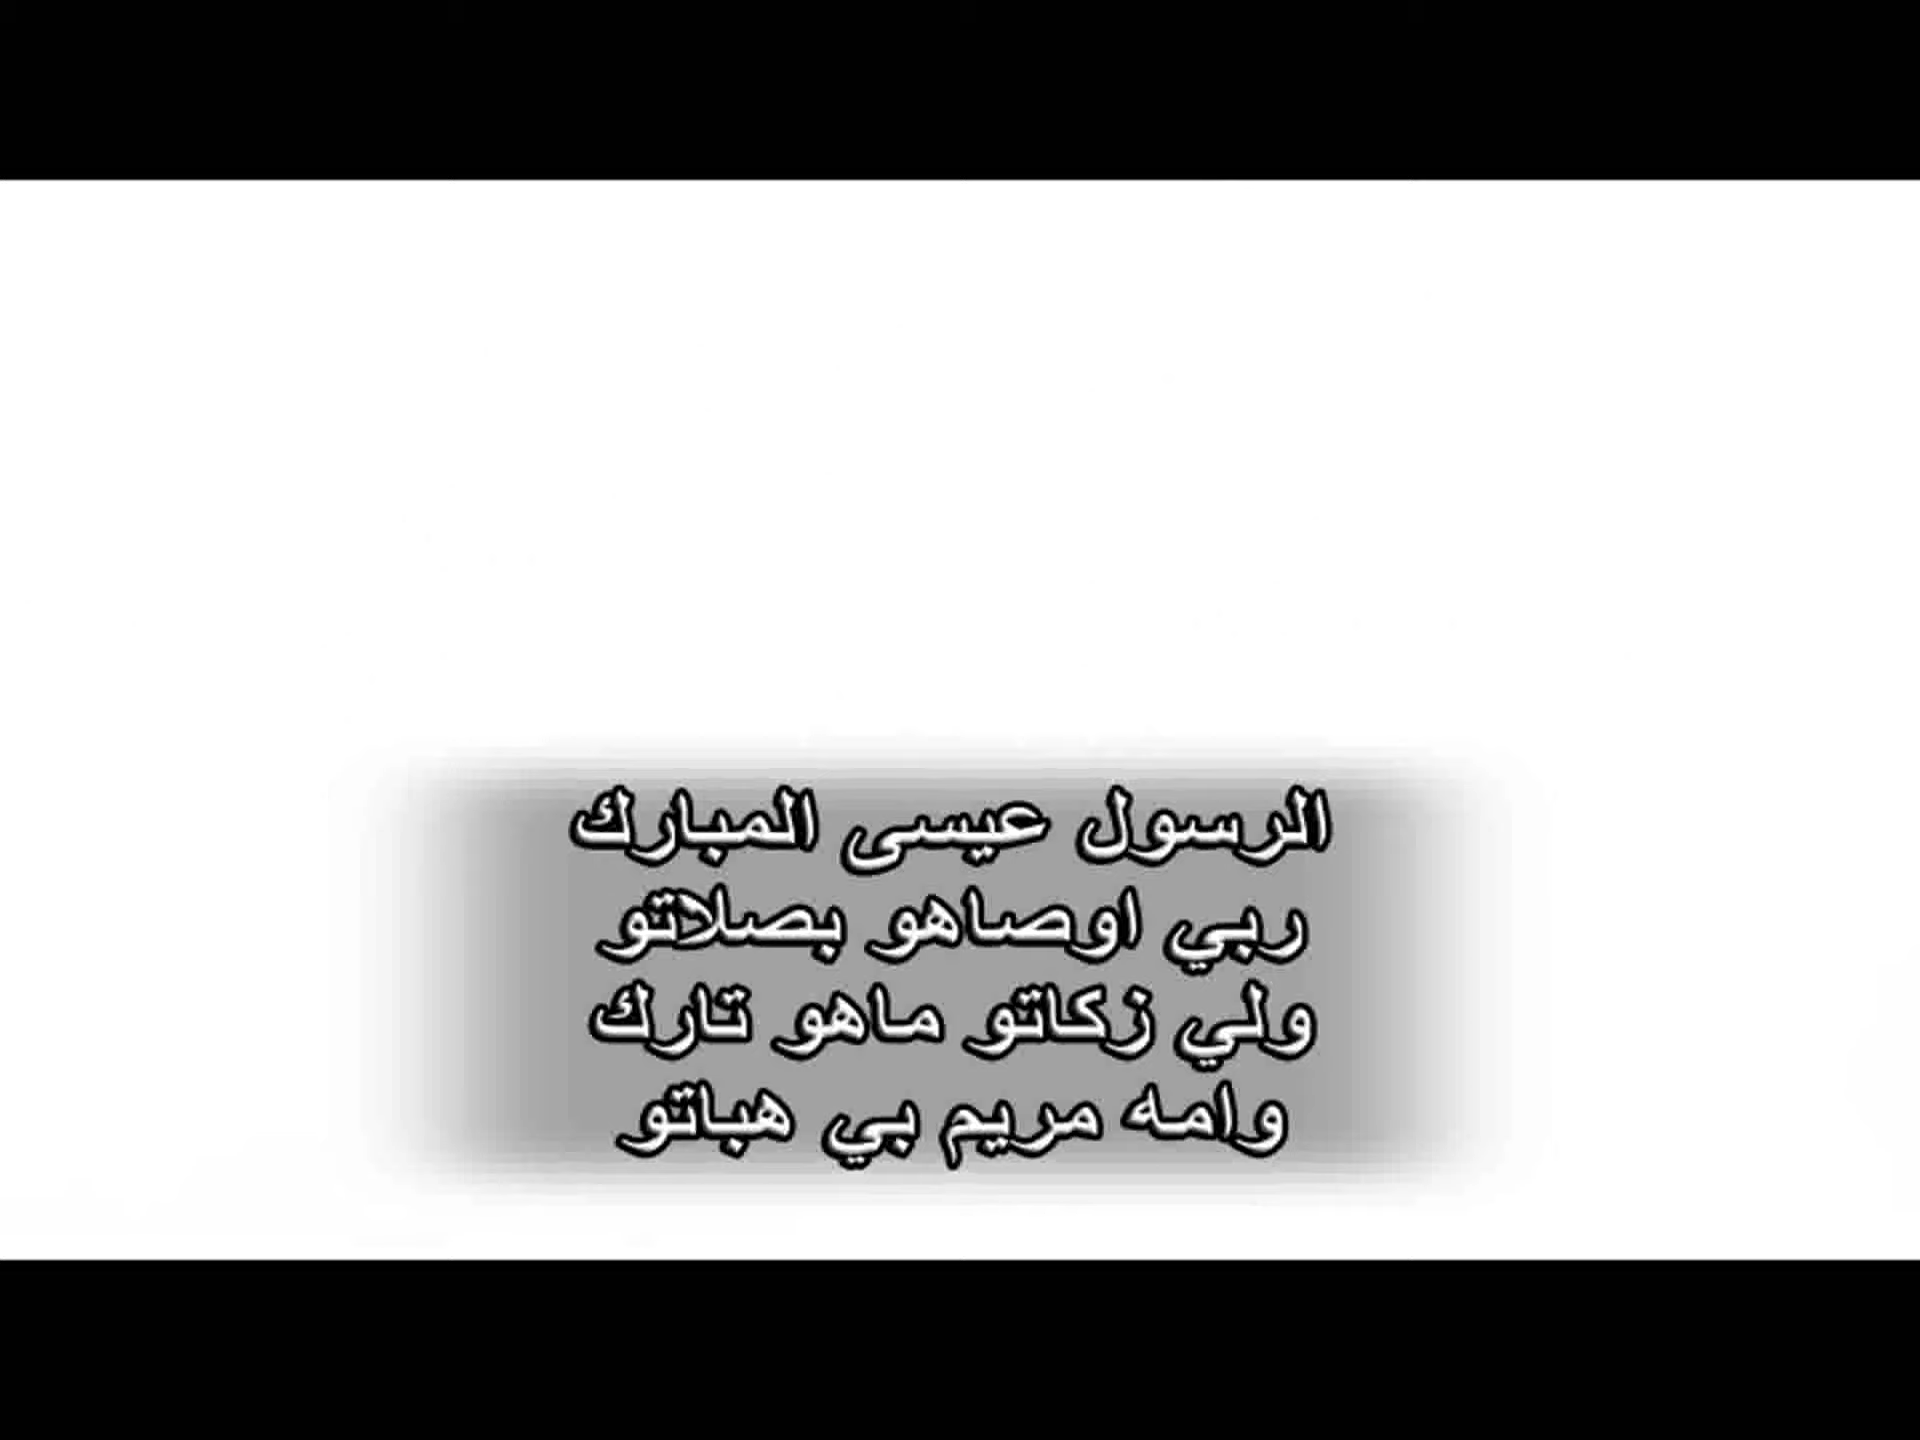 الرسول عيسى المبارك
ربي اوصاهو بصلاتو
ولي زكاتو ماهو تارك
وامه مريم بي هباتو